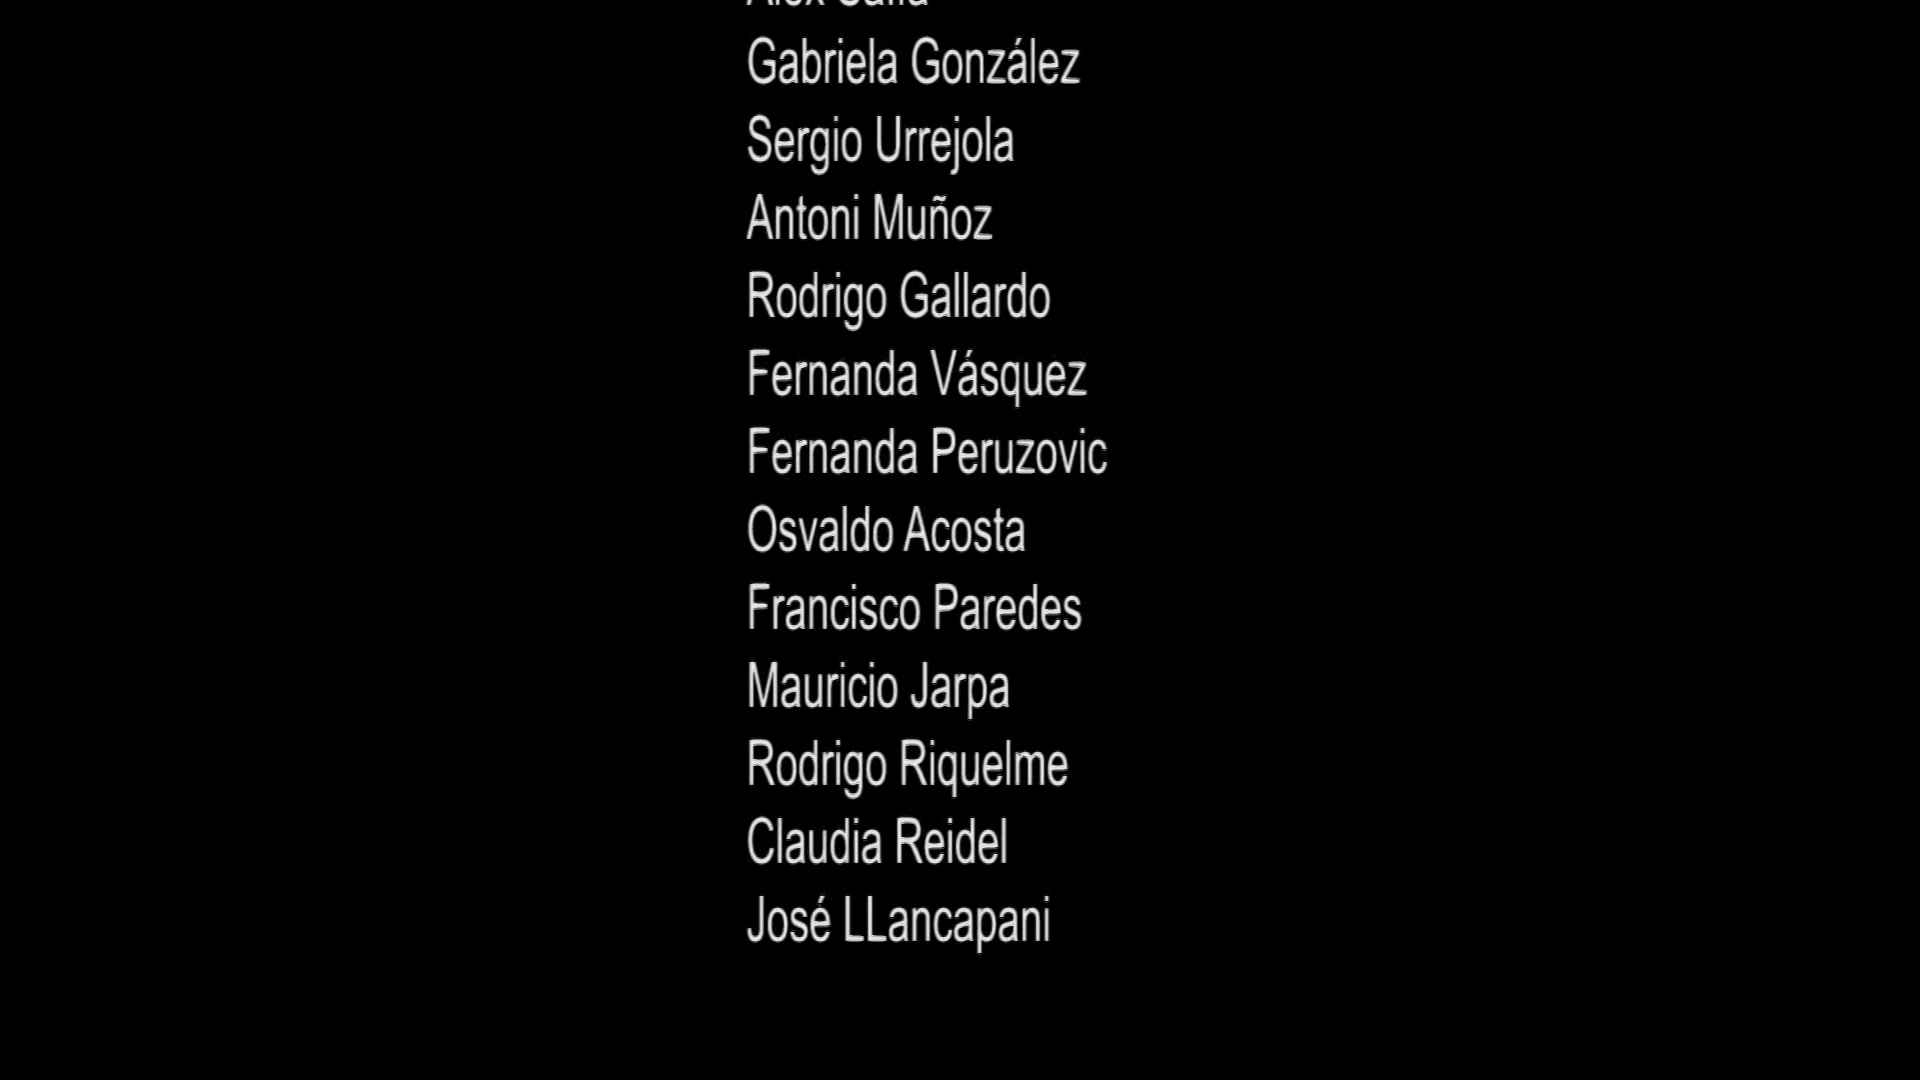 Gabriela González
Sergio Urrejola
Antoni Muñoz
Rodrigo Gallardo
Fernanda Vásquez
Fernanda Peruzovic
Osvaldo Acosta
Francisco Paredes
Mauricio Jarpa
Rodrigo Riquelme
Claudia Reidel
José LLancapani